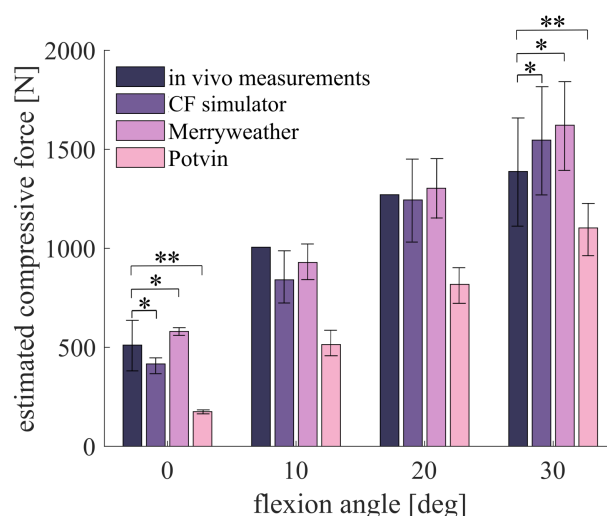 estimated compressive force [N]
2000
1500
1000
500
0
in vivo measurements
CF simulator
Merryweather
Potvin
**
*
*
**
*
*
0 10 20 30
flexion angle [deg]